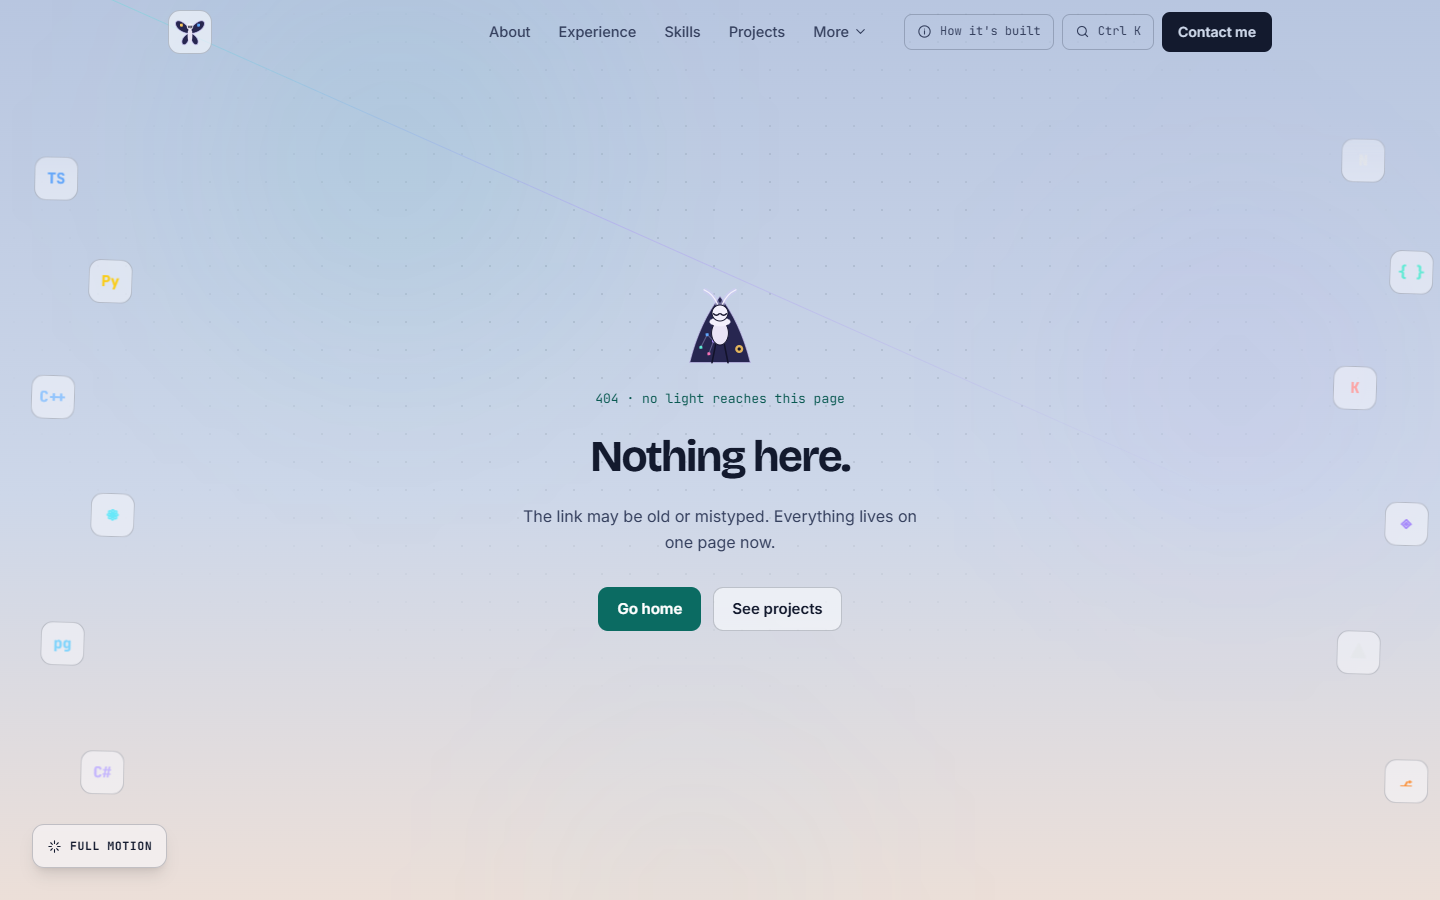 About
Experience
Skills
Projects
More
How it's built
Ctrl K
Contact me
TS
Py
{ }
C++
K
404 · no light reaches this page
Nothing here.
The link may be old or mistyped. Everything lives on
one page now.
Go home
See projects
pg
C#
FULL MOTION